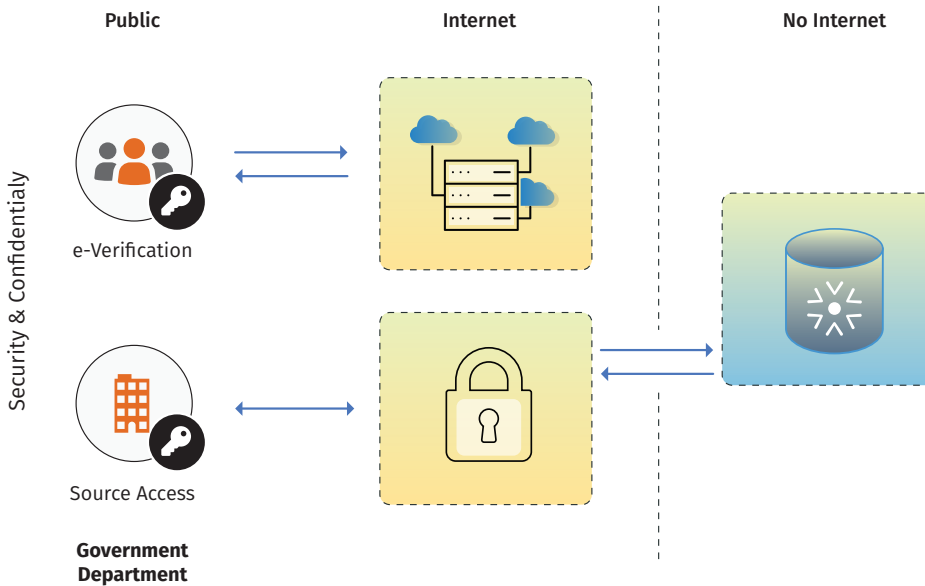 Public
Internet
No Internet
Security & Confidentialy
e-Verification
Source Access
Government
Department